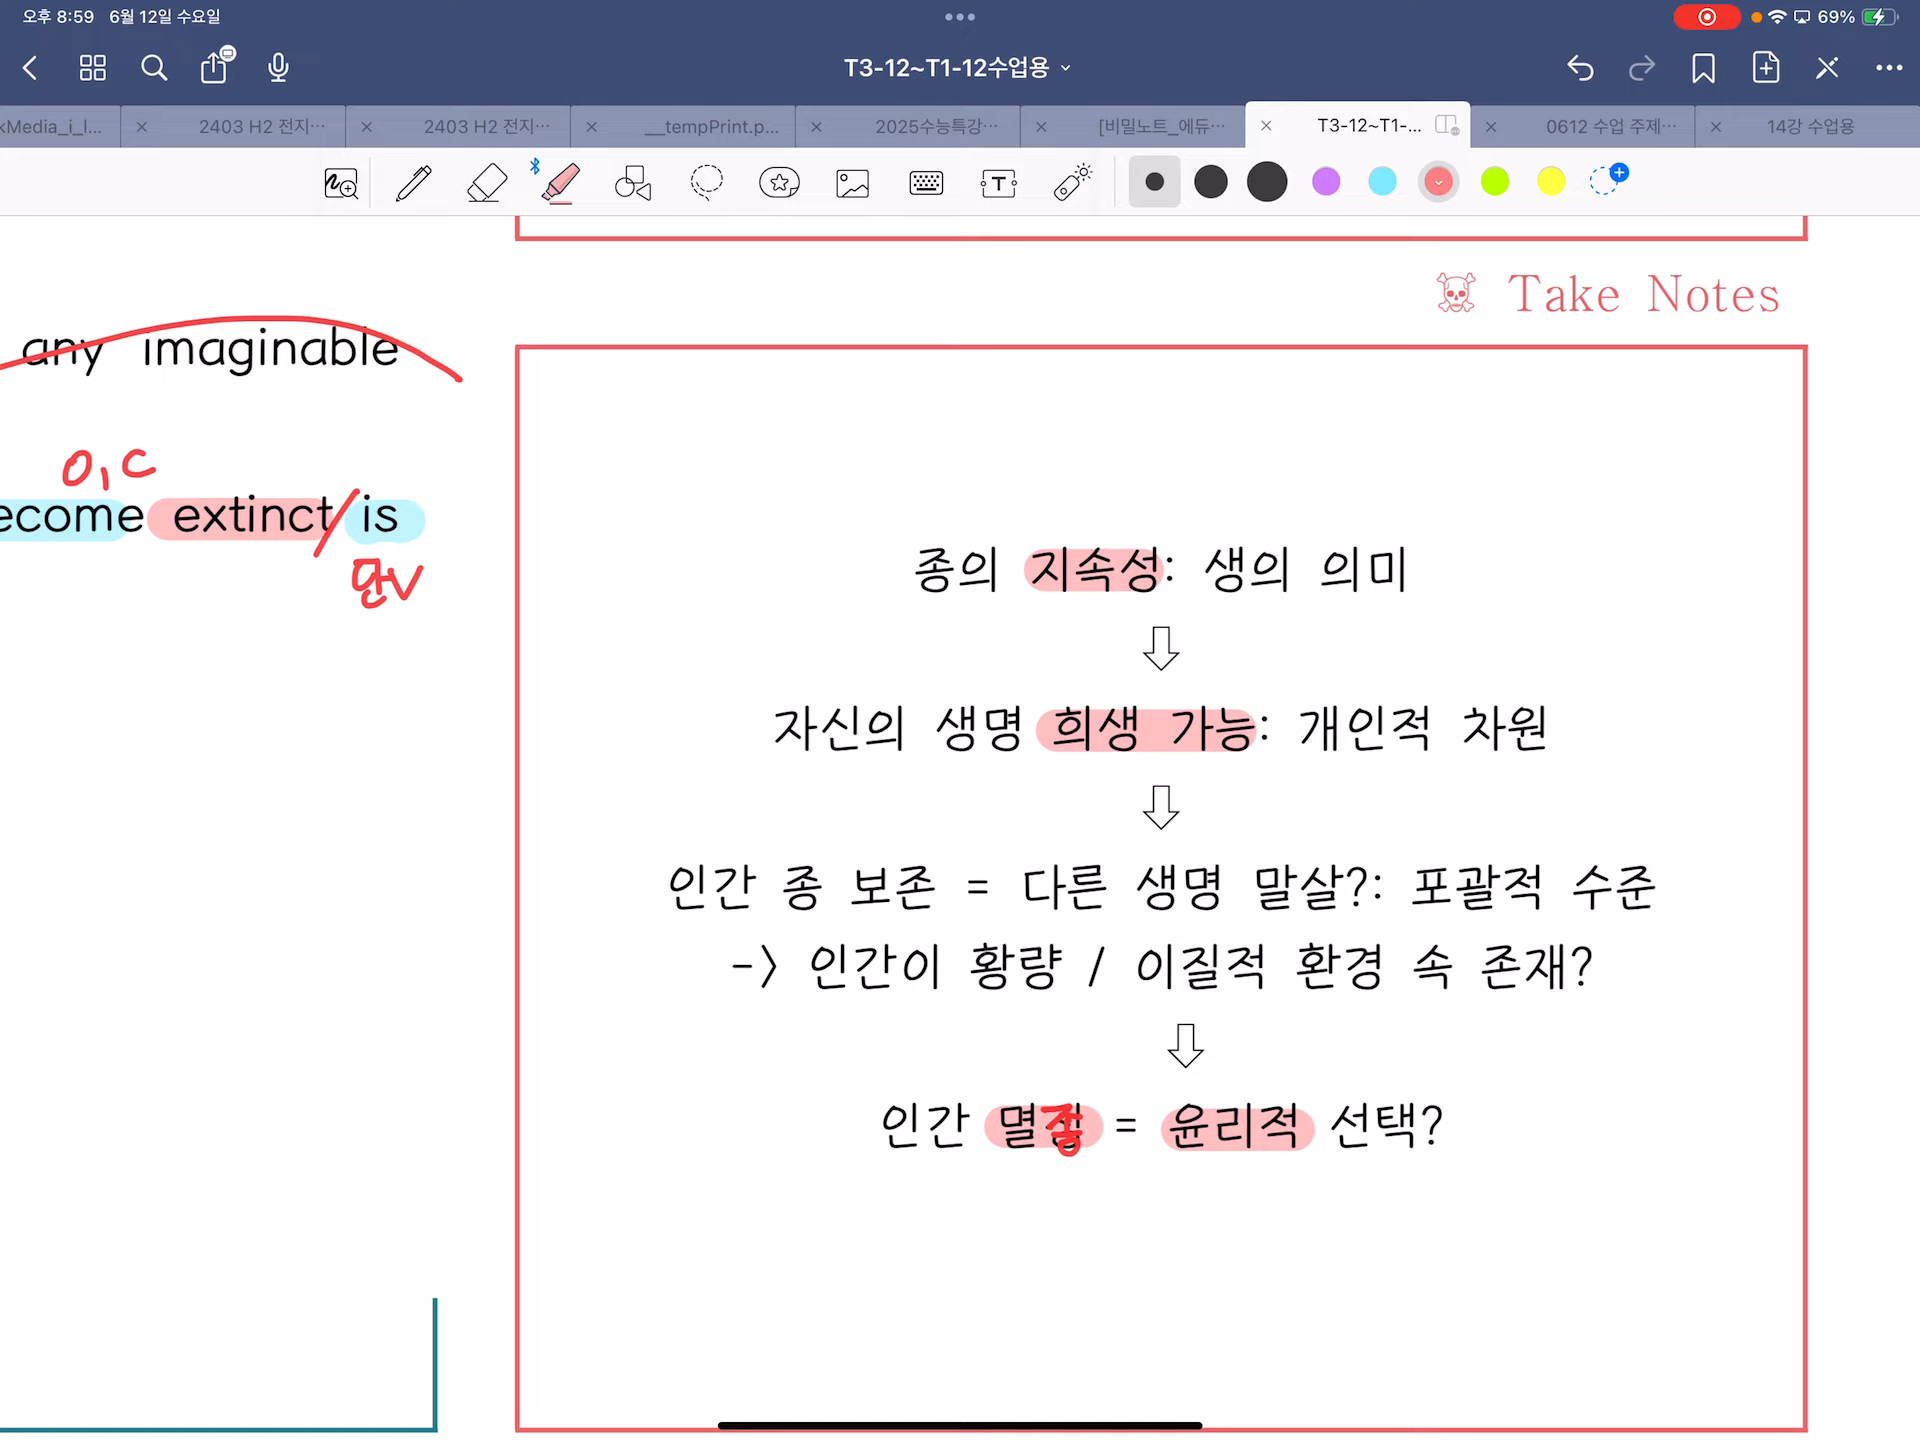 오후 8:59 6월 12일 수요일
69%
T3-12~T1-12수업용
‹Media_i_l...
2403 H2 전지…
2403 H2 전지…
__tempPrint.p...
2025수능특강…
[비밀노트_에듀…
T3-12~T1-...
0612 수업 주제…
14강 수업용
Take Notes
any imaginable
O, C
ecome extinct / is
단V
종의 지속성: 생의 의미
자신의 생명 희생 가능: 개인적 차원
인간 종 보존 = 다른 생명 말살?: 포괄적 수준
-> 인간이 황량 / 이질적 환경 속 존재?
인간 멸종 = 윤리적 선택?